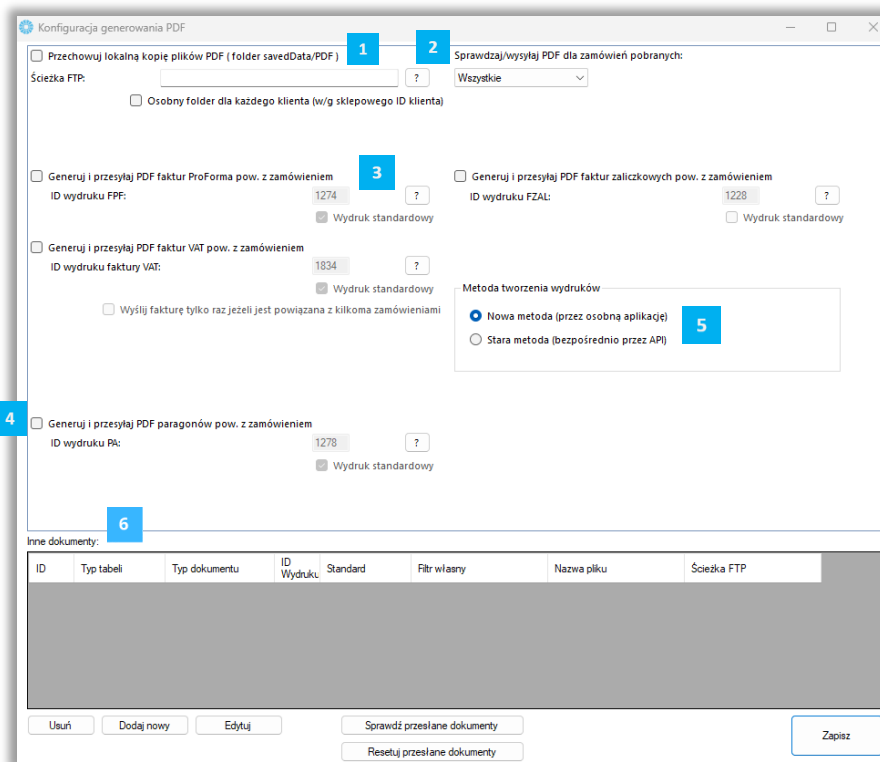 Konfiguracja generowania PDF
Przechowuj lokalną kopię plików PDF ( folder savedData/PDF )
1
2
Sprawdzaj/wysyłaj PDF dla zamówień pobranych:
Ścieżka FTP:
?
Wszystkie
Osobny folder dla każdego klienta (w/g sklepowego ID klienta)
Generuj i przesyłaj PDF faktur ProForma pow. z zamówieniem
3
Generuj i przesyłaj PDF faktur zaliczkowych pow. z zamówieniem
ID wydruku FPF:
1274
?
ID wydruku FZAL:
1228
?
Wydruk standardowy
Wydruk standardowy
Generuj i przesyłaj PDF faktur VAT pow. z zamówieniem
ID wydruku faktury VAT:
1834
?
Wydruk standardowy
Wyślij fakturę tylko raz jeżeli jest powiązana z kilkoma zamówieniami
Metoda tworzenia wydruków
Nowa metoda (przez osobną aplikację)
Stara metoda (bezpośrednio przez API)
5
4
Generuj i przesyłaj PDF paragonów pow. z zamówieniem
ID wydruku PA:
1278
?
Wydruk standardowy
6
Inne dokumenty:
ID
Typ tabeli
Typ dokumentu
ID
Wydruku
Standard
Filtr własny
Nazwa pliku
Ścieżka FTP
Usuń
Dodaj nowy
Edytuj
Sprawdź przesłane dokumenty
Zapisz
Resetuj przesłane dokumenty